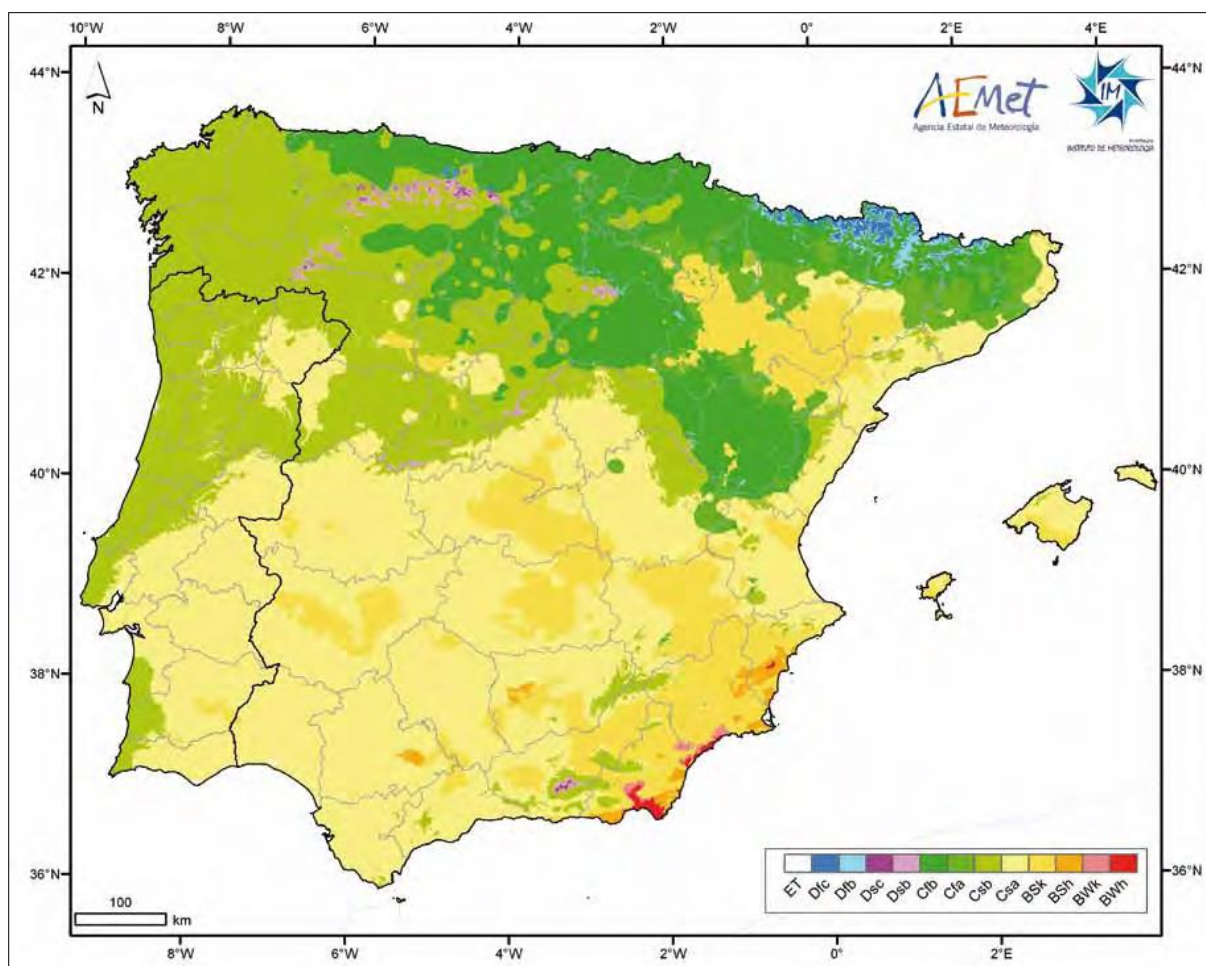 10°W 8°W 6°W 4°W 2°W 0° 2°E 4°E
44°N 44°N
N
AEMet
Agencia Estatal de Meteorología
IM
INSTITUTO DE METEOROLOGIA
42°N 42°N
40°N 40°N
38°N 38°N
36°N 36°N
ET Dfc Dfb Dsc Dsb Cfb Cfa Csb Csa BSk BSh BWk BWh
100
km
8°W 6°W 4°W 2°W 0° 2°E